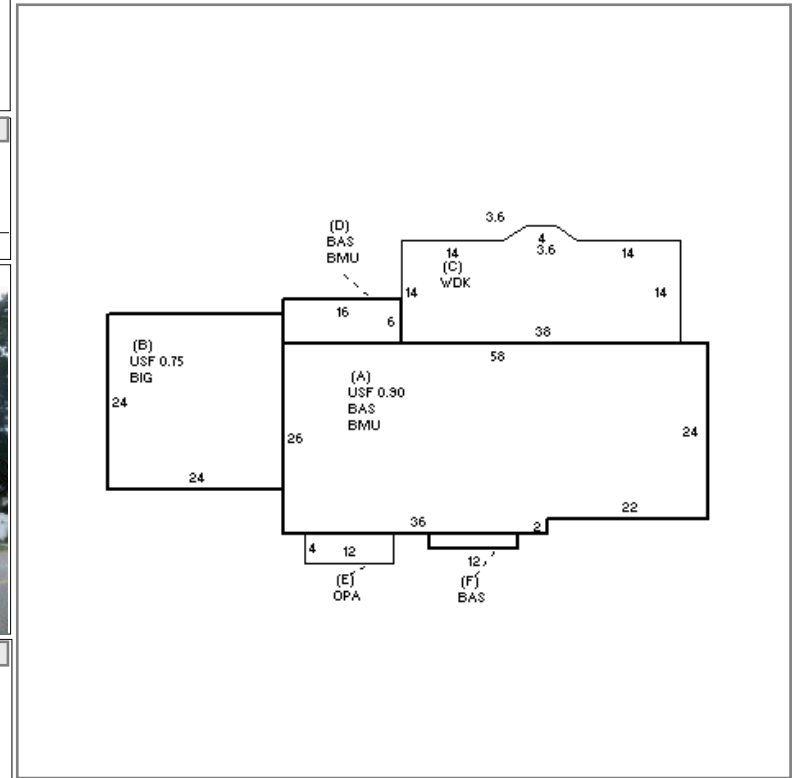 3.6
(D)
BAS
BMU
4
3.6
14
(C)
WDK
14
14
14
16
6
38
58
(B)
USF 0.75
BIG
24
24
(A)
USF 0.90
BAS
BMU
26
24
36
2
22
4
12
12
(E)
OPA
(F)
BAS